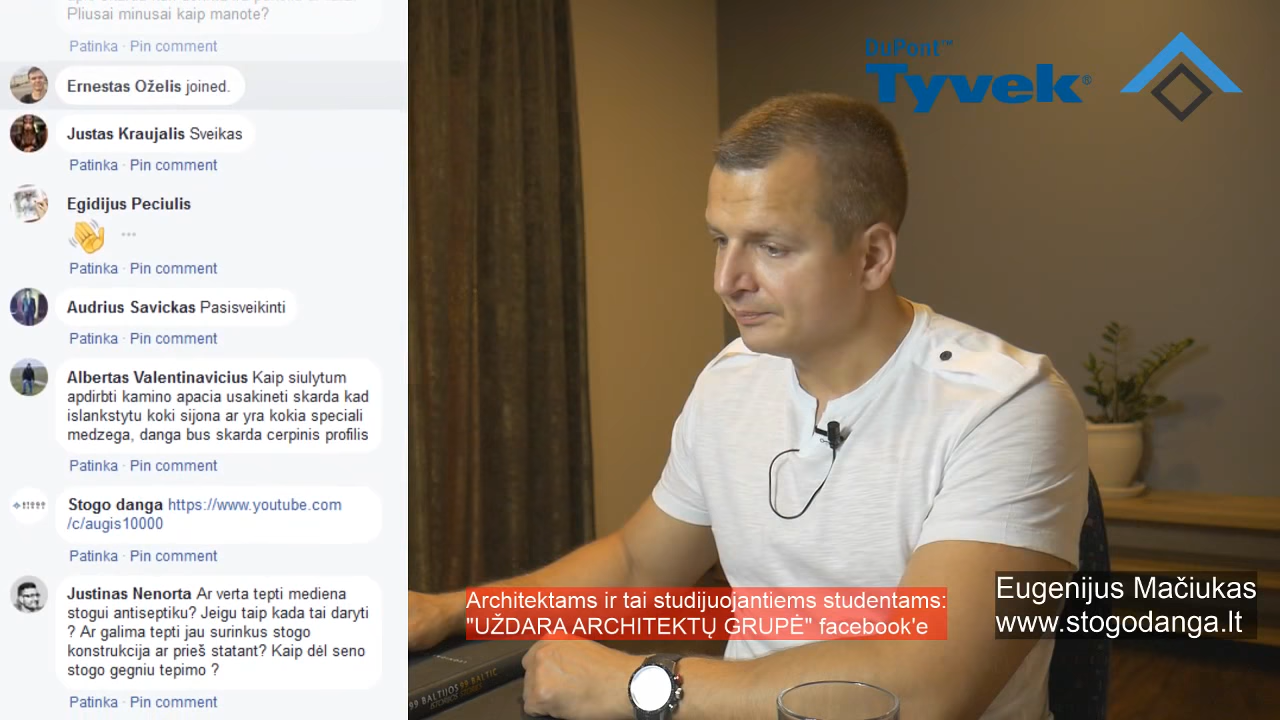 Pliusai minusai kaip manote?
Patinka · Pin comment
Ernestas Oželis joined.
Justas Kraujalis Sveikas
Patinka · Pin comment
Egidijus Peciulis
Patinka · Pin comment
Audrius Savickas Pasisveikinti
Patinka · Pin comment
Albertas Valentinavicius Kaip siulytum
apdirbti kamino apacia usakineti skarda kad
islankstytu koki sijona ar yra kokia speciali
medzega, danga bus skarda cerpinis profilis
Patinka · Pin comment
Stogo danga https://www.youtube.com
/c/augis10000
Patinka · Pin comment
Justinas Nenorta Ar verta tepti mediena
stogui antiseptiku? Jeigu taip kada tai daryti
? Ar galima tepti jau surinkus stogo
konstrukcija ar prieš statant? Kaip dėl seno
stogo gegniu tepimo ?
Patinka · Pin comment
DuPont™
Tyvek®
Architektams ir tai studijuojantiems studentams:
"UŽDARA ARCHITEKTŲ GRUPĖ" facebook'e
Eugenijus Mačiukas
www.stogodanga.lt
99 BALTIJOS 99 BALTIC